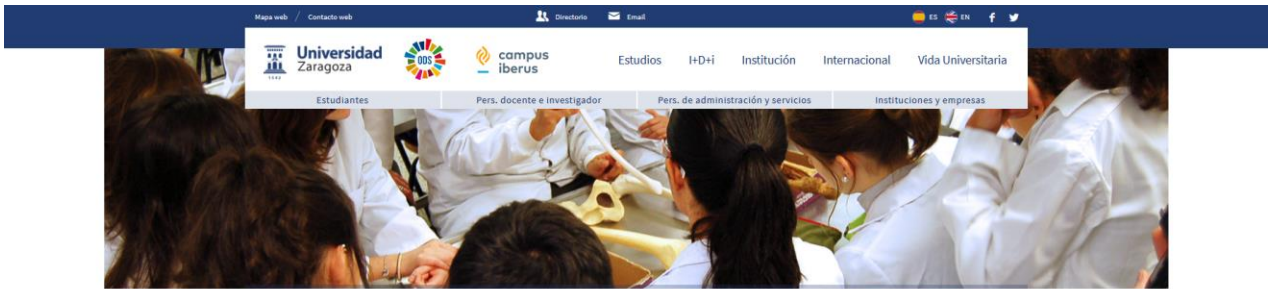 Mapa web / Contacto web Directorio Email ES EN
Universidad
Zaragoza
1542
ODS
campus
iberus
Estudios I+D+i Institución Internacional Vida Universitaria
Estudiantes Pers. docente e investigador Pers. de administración y servicios Instituciones y empresas